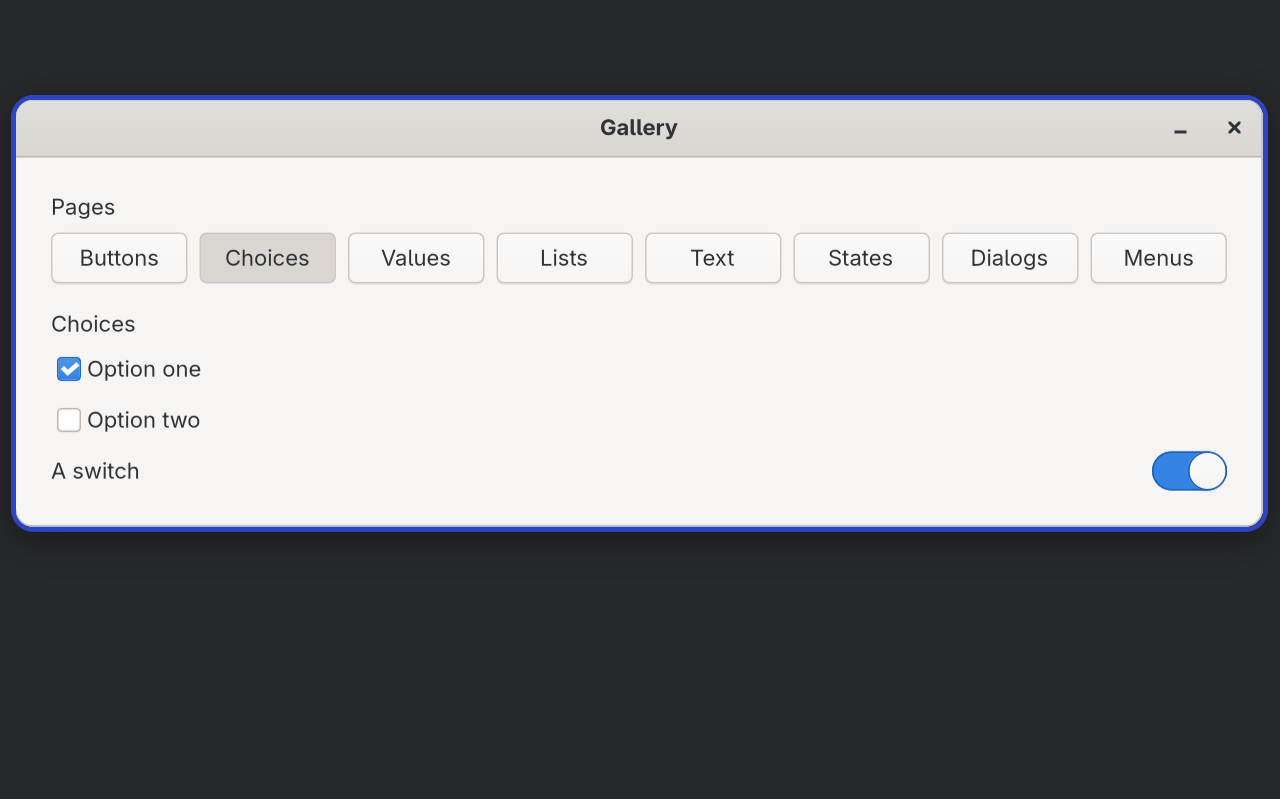 Gallery
Pages
Buttons Choices Values Lists Text States Dialogs Menus
Choices
Option one
Option two
A switch